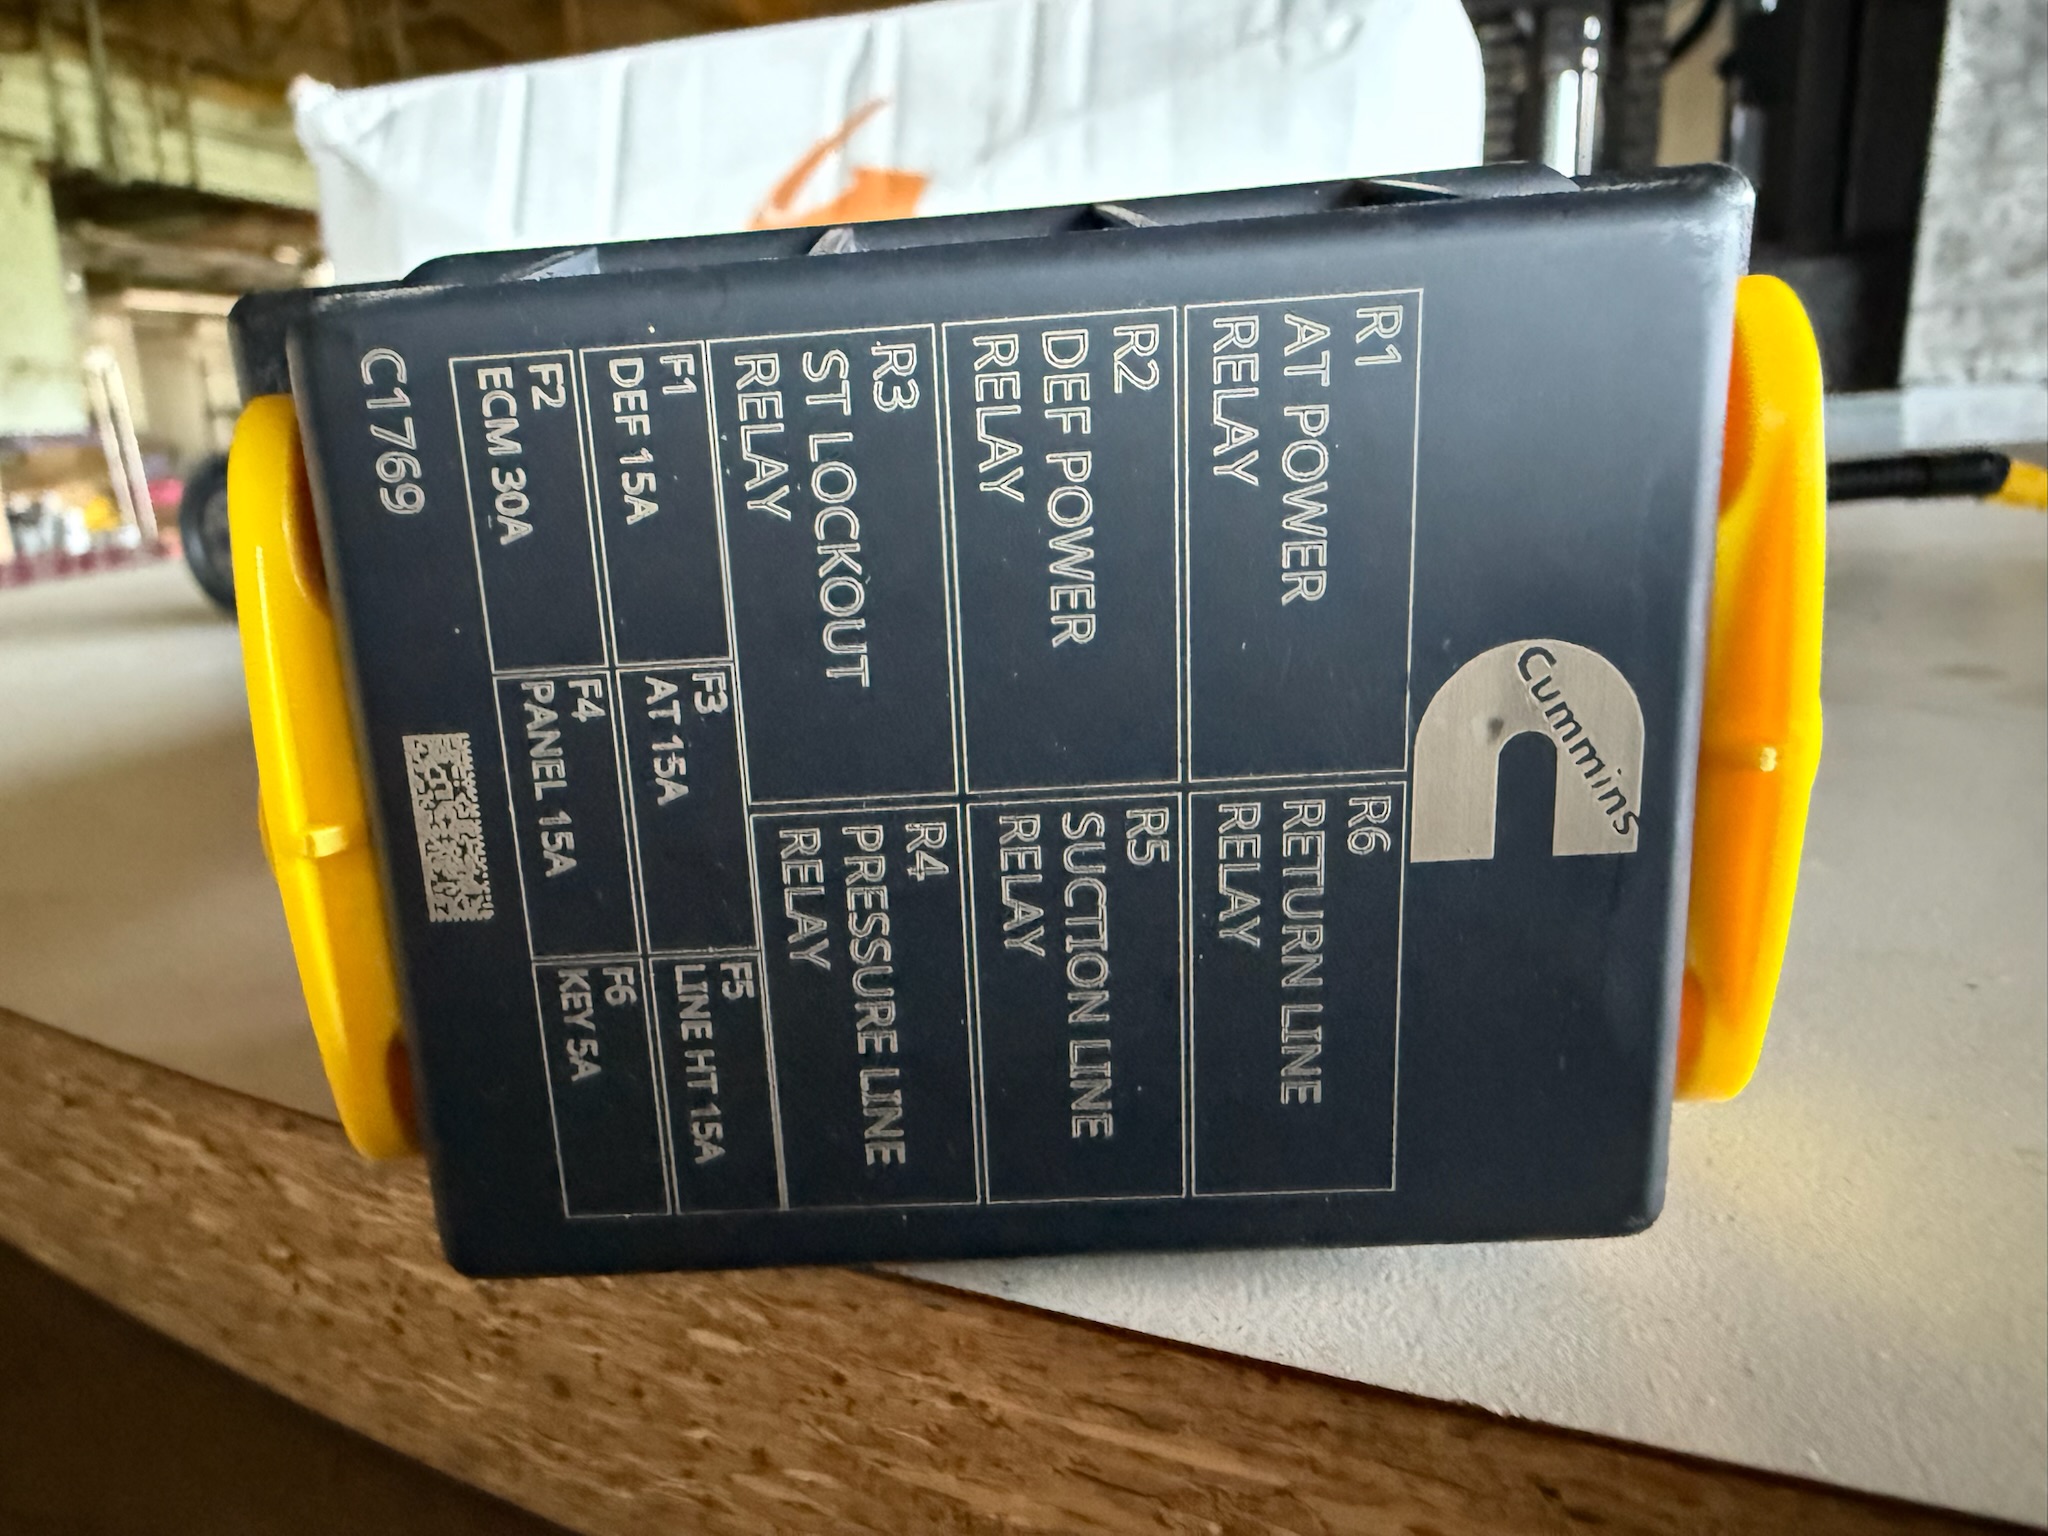 Cummins
R1
AT POWER
RELAY
R6
RETURN LINE
RELAY
R2
DEF POWER
RELAY
R5
SUCTION LINE
RELAY
R3
ST LOCKOUT
RELAY
R4
PRESSURE LINE
RELAY
F1
DEF 15A
F3
AT 15A
F5
LINE HT 15A
F2
ECM 30A
F4
PANEL 15A
F6
KEY 5A
C1769